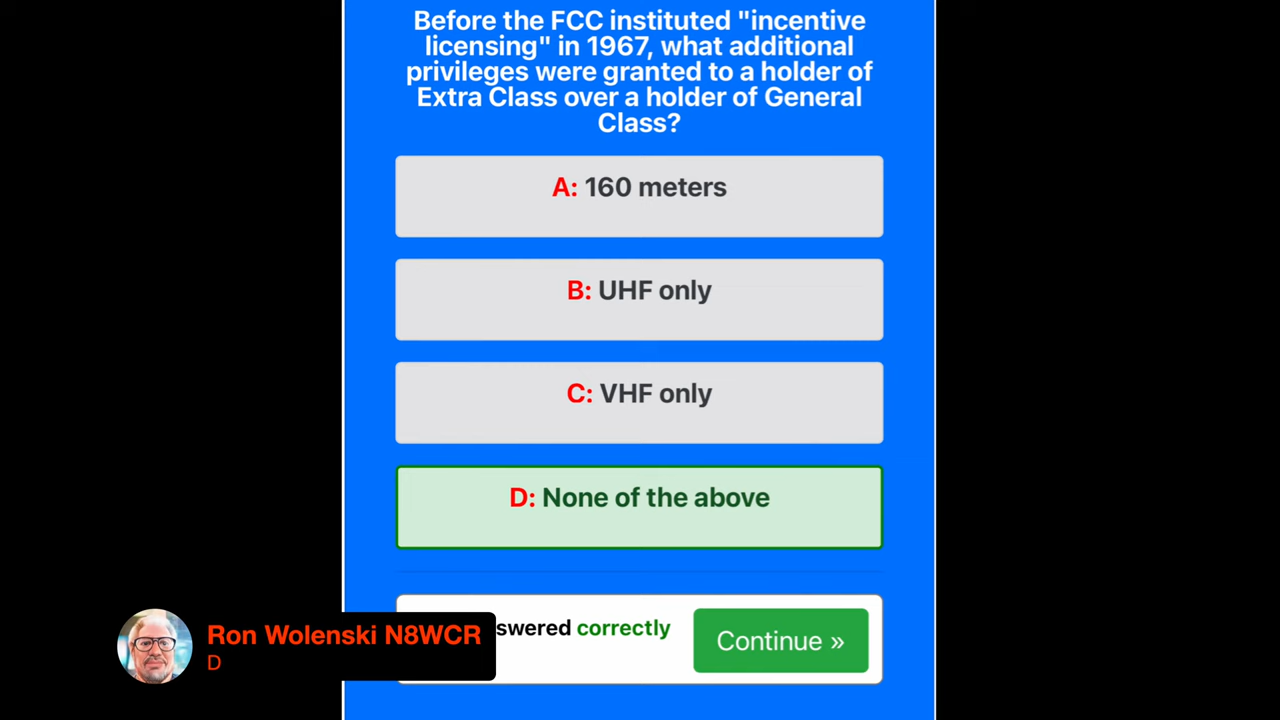 Before the FCC instituted "incentive
licensing" in 1967, what additional
privileges were granted to a holder of
Extra Class over a holder of General
Class?
A: 160 meters
B: UHF only
C: VHF only
D: None of the above
swered correctly
Continue »
Ron Wolenski N8WCR
D